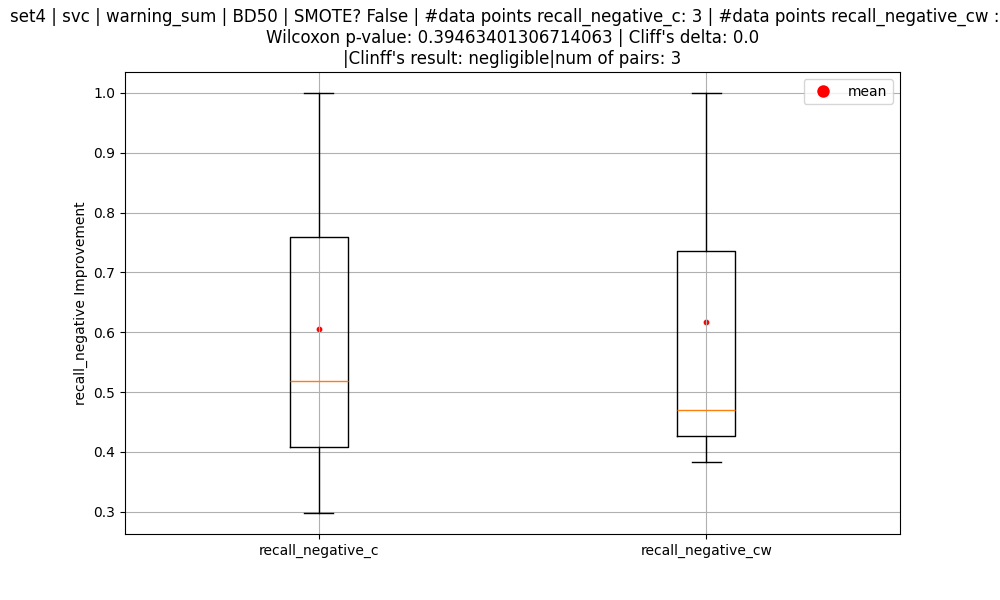 set4 | svc | warning_sum | BD50 | SMOTE? False | #data points recall_negative_c: 3 | #data points recall_negative_cw :
Wilcoxon p-value: 0.39463401306714063 | Cliff's delta: 0.0
|Clinff's result: negligible|num of pairs: 3
mean
1.0
0.9
0.8
0.7
0.6
0.5
0.4
0.3
recall_negative Improvement
recall_negative_c
recall_negative_cw